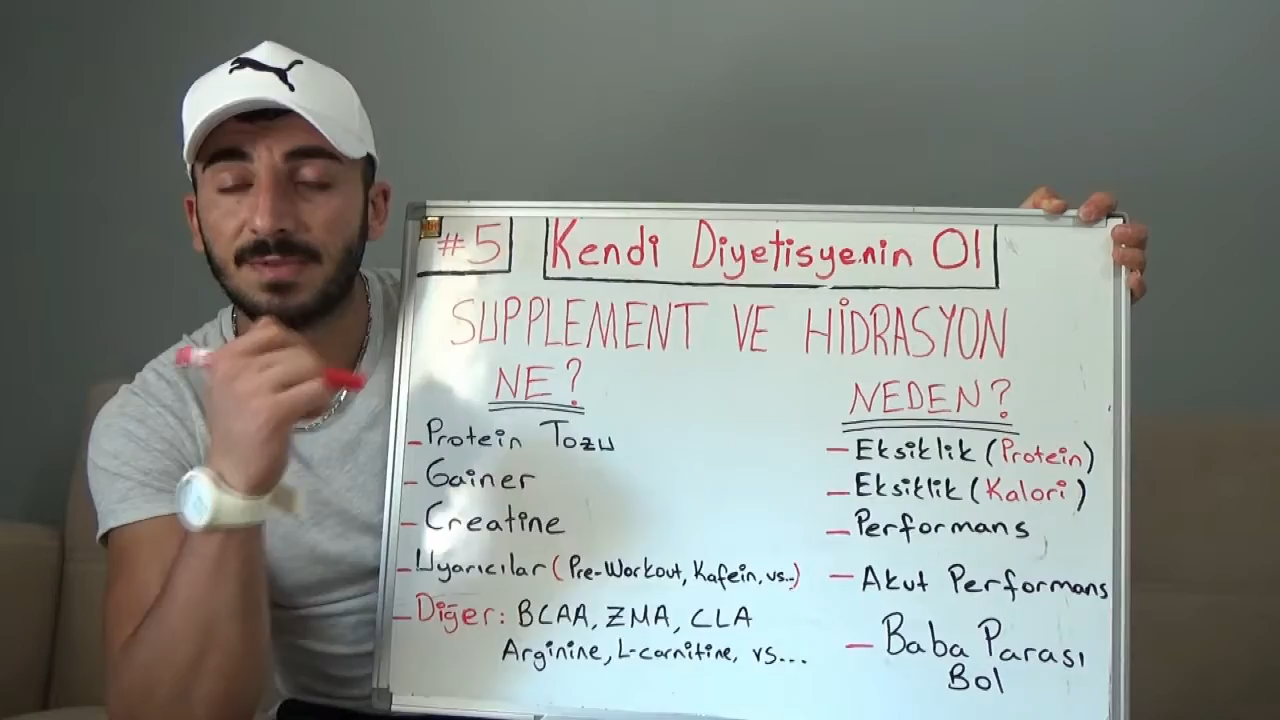 #5 Kendi Diyetisyenin Ol
SUPPLEMENT VE HİDRASYON
NE?
- Protein Tozu
- Gainer
- Creatine
- Uyarıcılar (Pre-Workout, Kafein, vs..)
- Diğer: BCAA, ZMA, CLA
Arginine, L-carnitine, vs...
NEDEN?
- Eksiklik (Protein)
- Eksiklik (Kalori)
- Performans
- Akut Performans
- Baba Parası
Bol